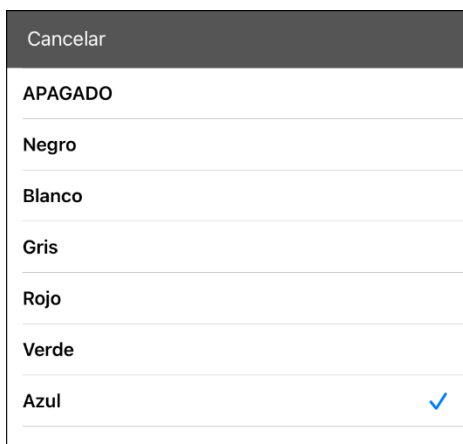 Cancelar
APAGADO
Negro
Blanco
Gris
Rojo
Verde
Azul